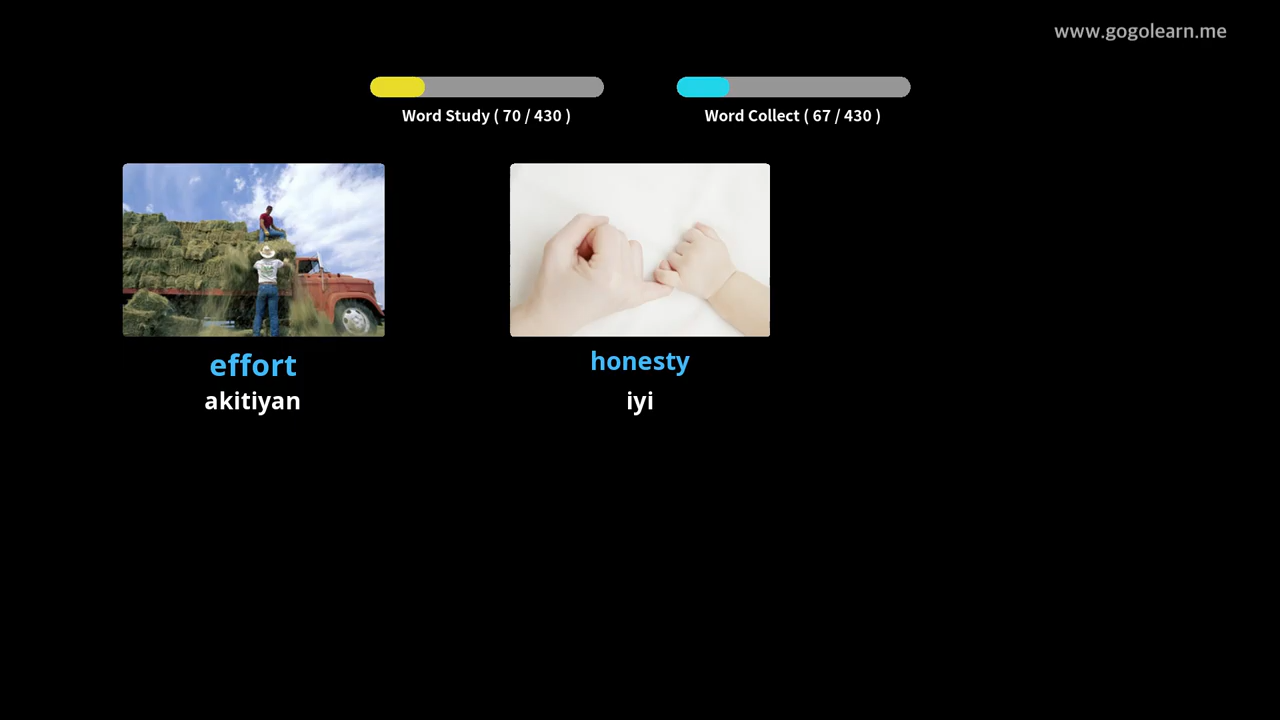 www.gogolearn.me
Word Study ( 70 / 430 )
Word Collect ( 67 / 430 )
effort
akitiyan
honesty
iyi